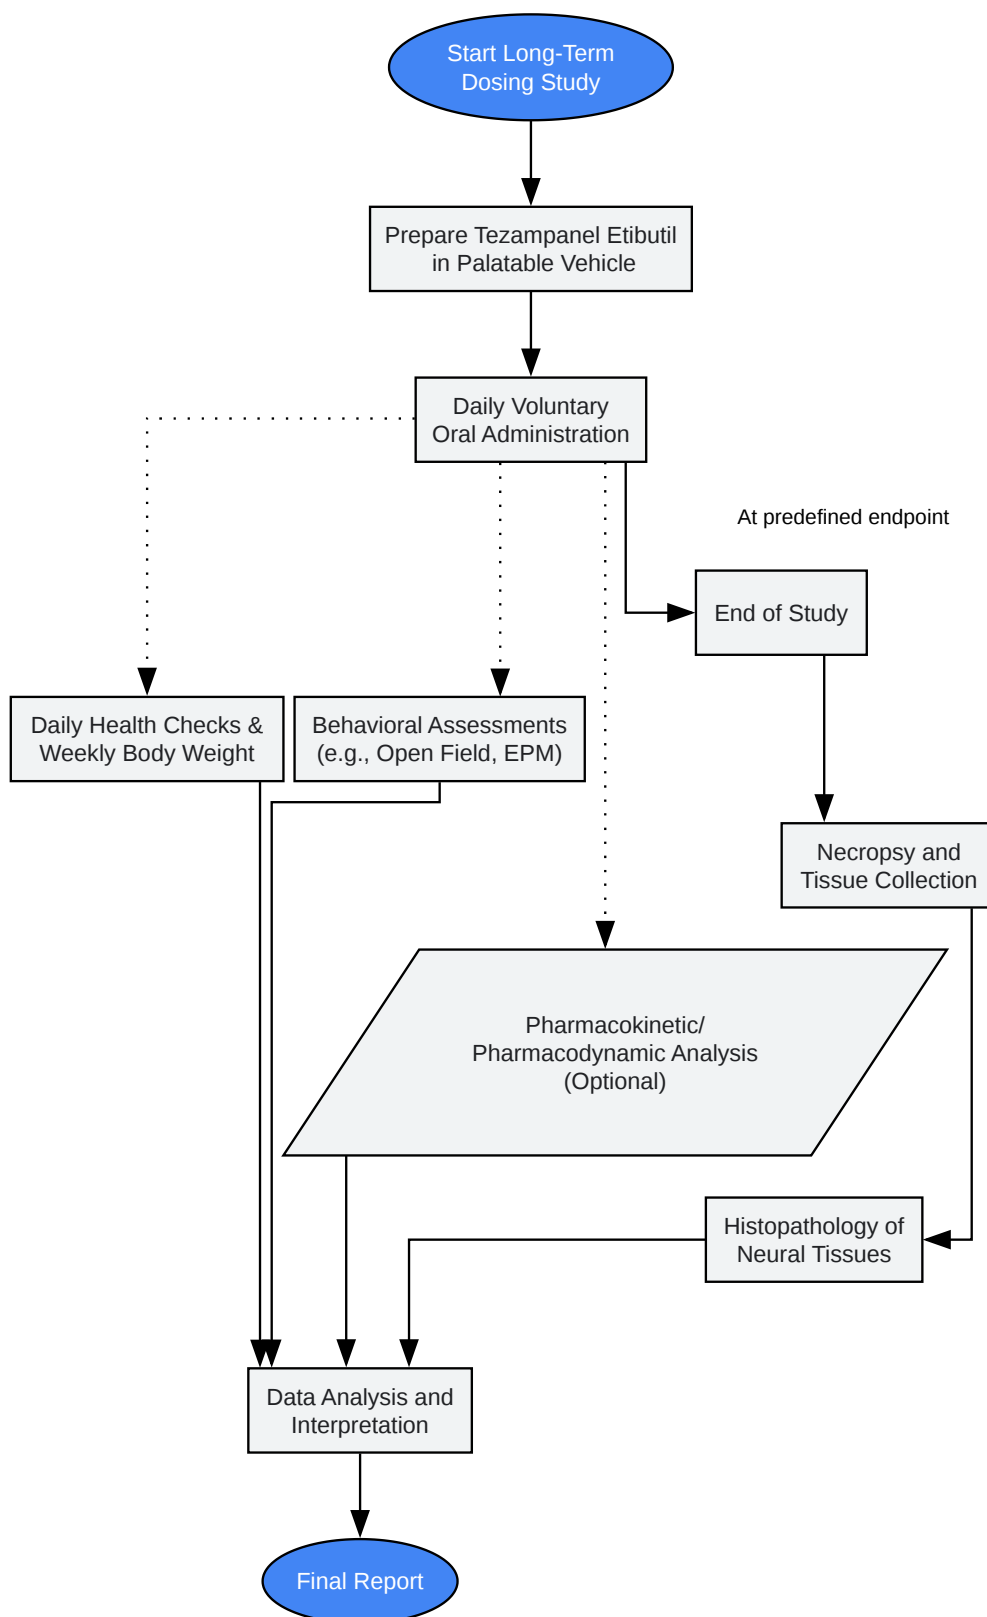 Start Long-Term
Dosing Study
Prepare Tezampanel Etibutil
in Palatable Vehicle
Daily Voluntary
Oral Administration
At predefined endpoint
End of Study
Daily Health Checks &
Weekly Body Weight
Behavioral Assessments
(e.g., Open Field, EPM)
Necropsy and
Tissue Collection
Pharmacokinetic/
Pharmacodynamic Analysis
(Optional)
Histopathology of
Neural Tissues
Data Analysis and
Interpretation
Final Report